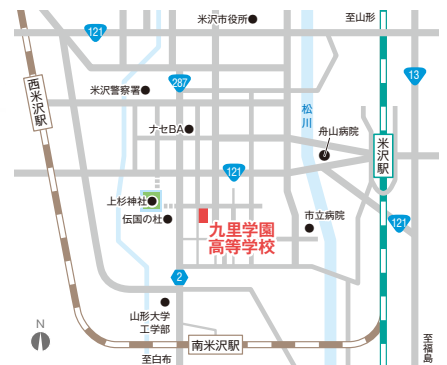 米沢市役所
至山形
121
13
西米沢駅
米沢警察署
287
松川
ナセBA
舟山病院
米沢駅
121
上杉神社
伝国の杜
九里学園
高等学校
市立病院
121
2
N
山形大学
工学部
南米沢駅
至白布
至福島